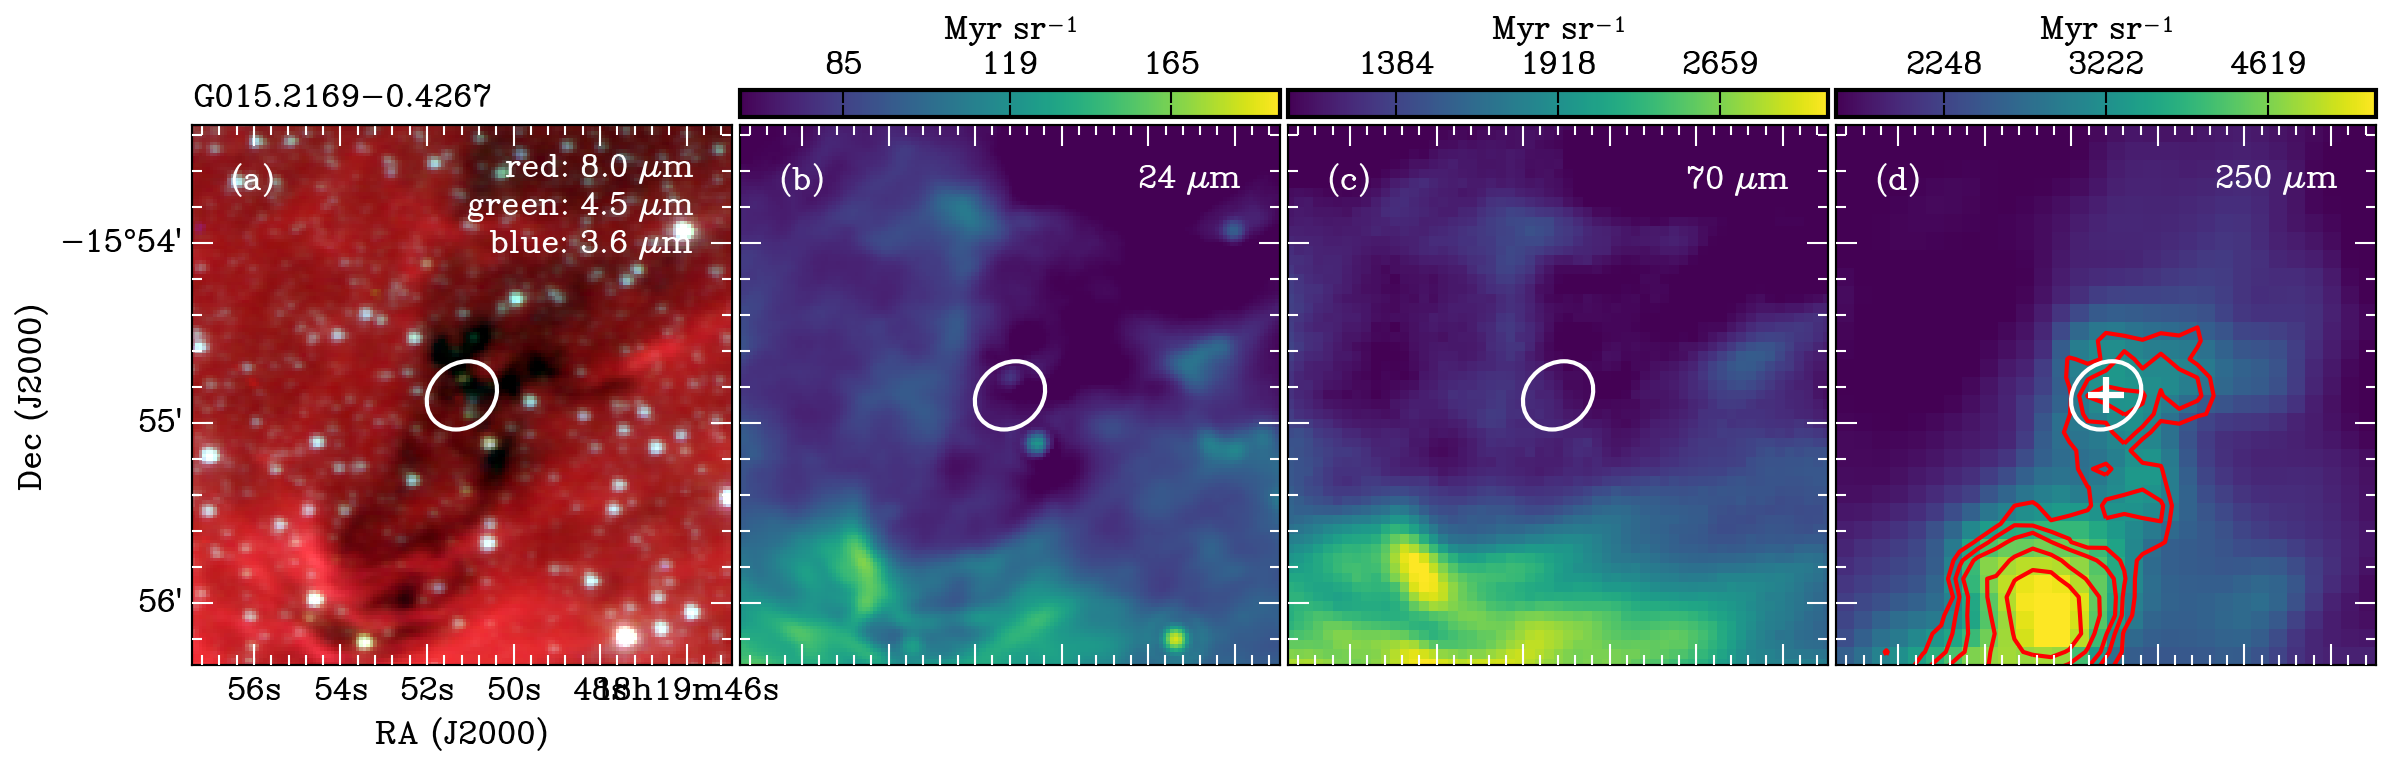 G015.2169−0.4267
Myr sr⁻¹
85 119 165
Myr sr⁻¹
1384 1918 2659
Myr sr⁻¹
2248 3222 4619
(a)
red: 8.0 μm
green: 4.5 μm
blue: 3.6 μm
(b)
24 μm
(c)
70 μm
(d)
250 μm
−15°54'
55'
56'
Dec (J2000)
56s 54s 52s 50s 48s 18h19m46s
RA (J2000)